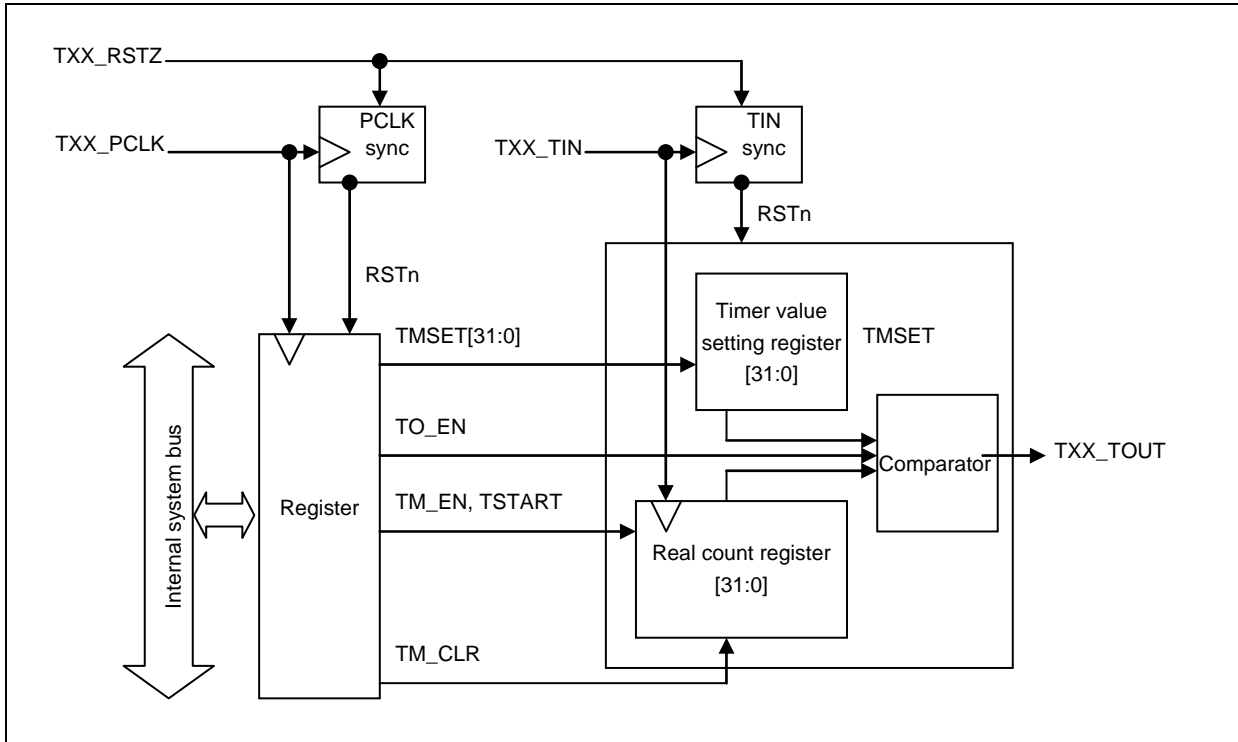 TXX_RSTZ
PCLK
sync
TIN
sync
TXX_PCLK
TXX_TIN
RSTn
RSTn
Internal system bus
Register
TMSET[31:0]
TO_EN
TM_EN, TSTART
TM_CLR
Timer value
setting register
[31:0]
TMSET
Comparator
TXX_TOUT
Real count register
[31:0]